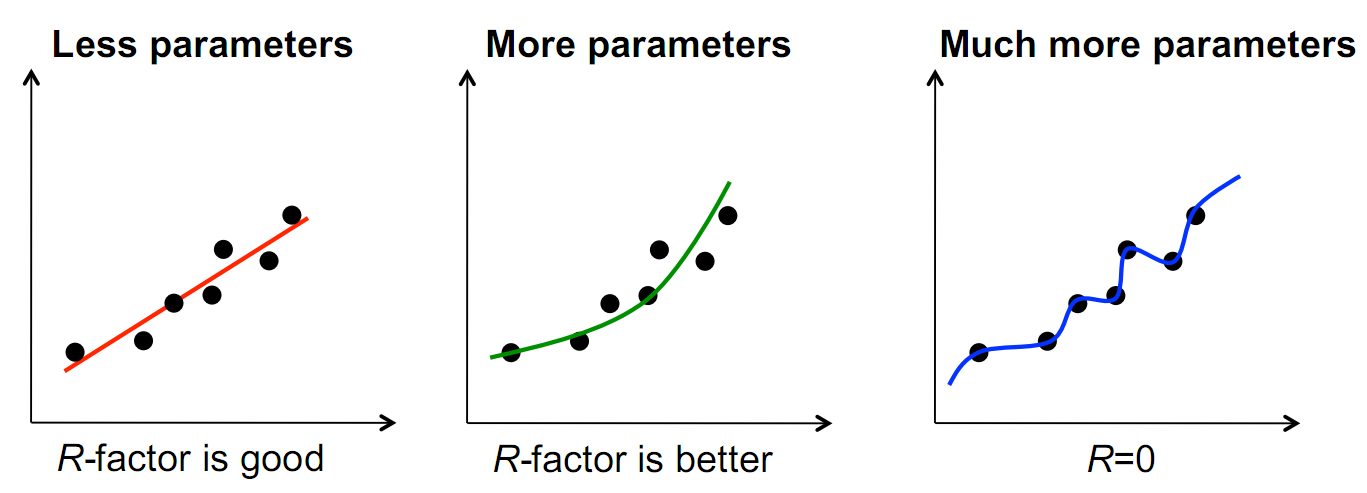 Less parameters
More parameters
Much more parameters
R-factor is good
R-factor is better
R=0